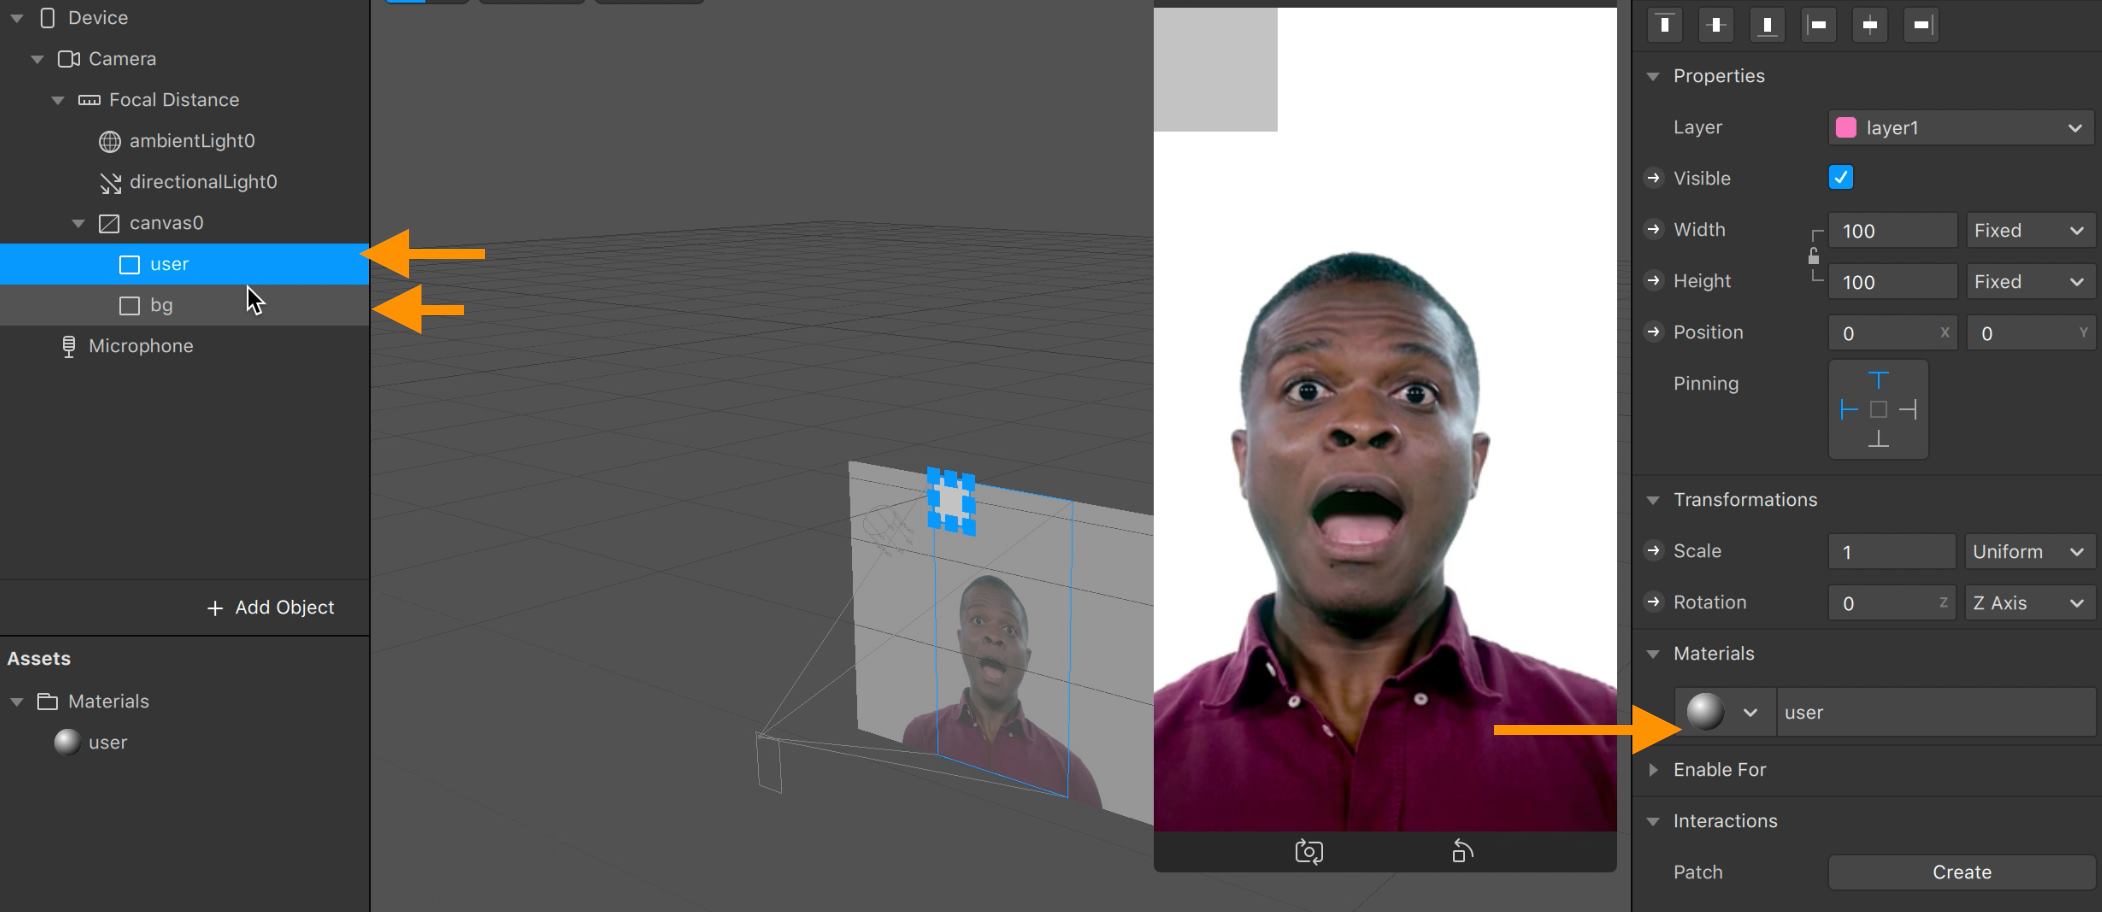 Device
Camera
Focal Distance
ambientLight0
directionalLight0
canvas0
user
bg
Microphone
+ Add Object
Assets
Materials
user
Properties
Layer
layer1
Visible
Width
100
Fixed
Height
100
Fixed
Position
0 X
0 Y
Pinning
Transformations
Scale
1
Uniform
Rotation
0 Z
Z Axis
Materials
user
Enable For
Interactions
Patch
Create